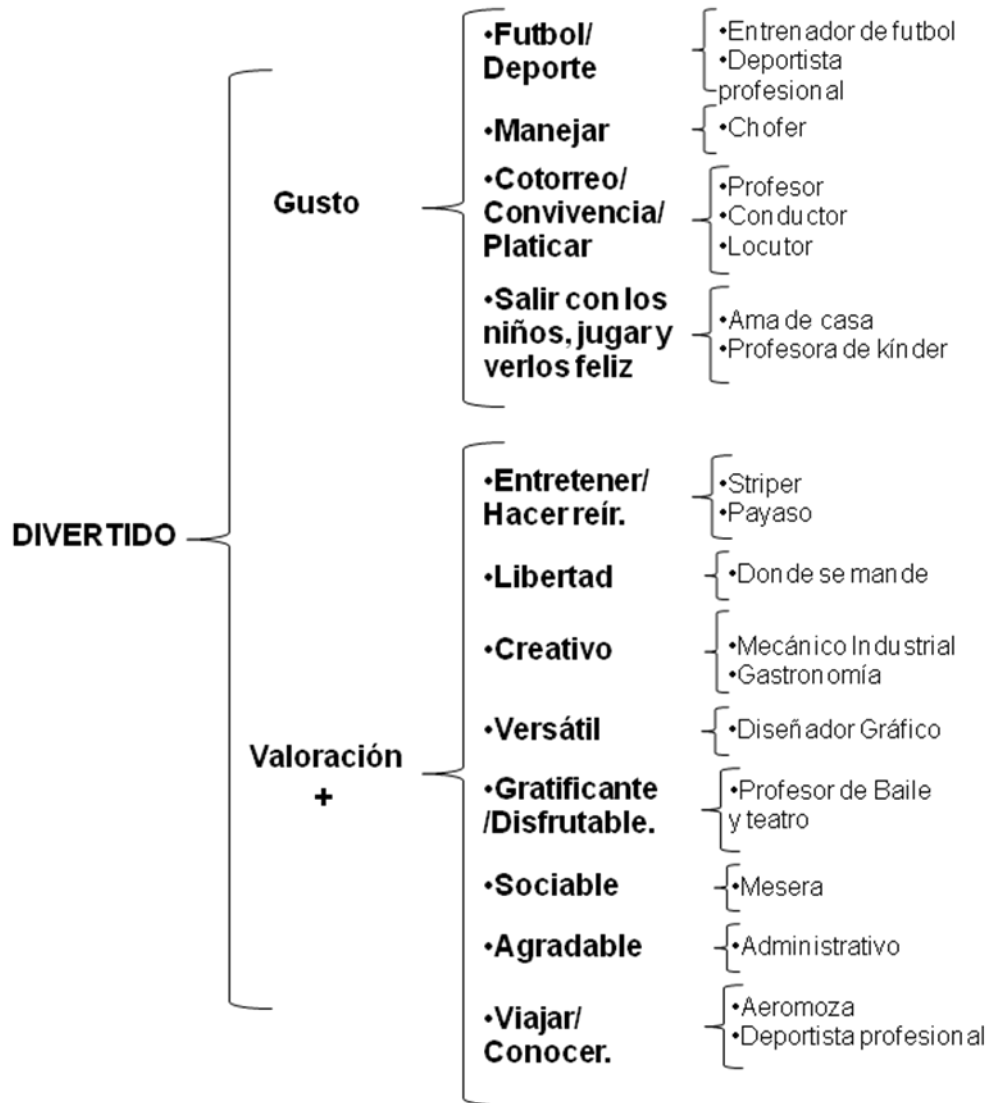 DIVERTIDO
Gusto
•Futbol/
Deporte
•Entrenador de futbol
•Deportista
profesional
•Manejar
•Chofer
•Cotorreo/
Convivencia/
Platicar
•Profesor
•Conductor
•Locutor
•Salir con los
niños, jugar y
verlos feliz
•Ama de casa
•Profesora de kínder
Valoración
+
•Entretener/
Hacer reír.
•Striper
•Payaso
•Libertad
•Donde se mande
•Creativo
•Mecánico Industrial
•Gastronomía
•Versátil
•Diseñador Gráfico
•Gratificante
/Disfrutable.
•Profesor de Baile
y teatro
•Sociable
•Mesera
•Agradable
•Administrativo
•Viajar/
Conocer.
•Aeromoza
•Deportista profesional